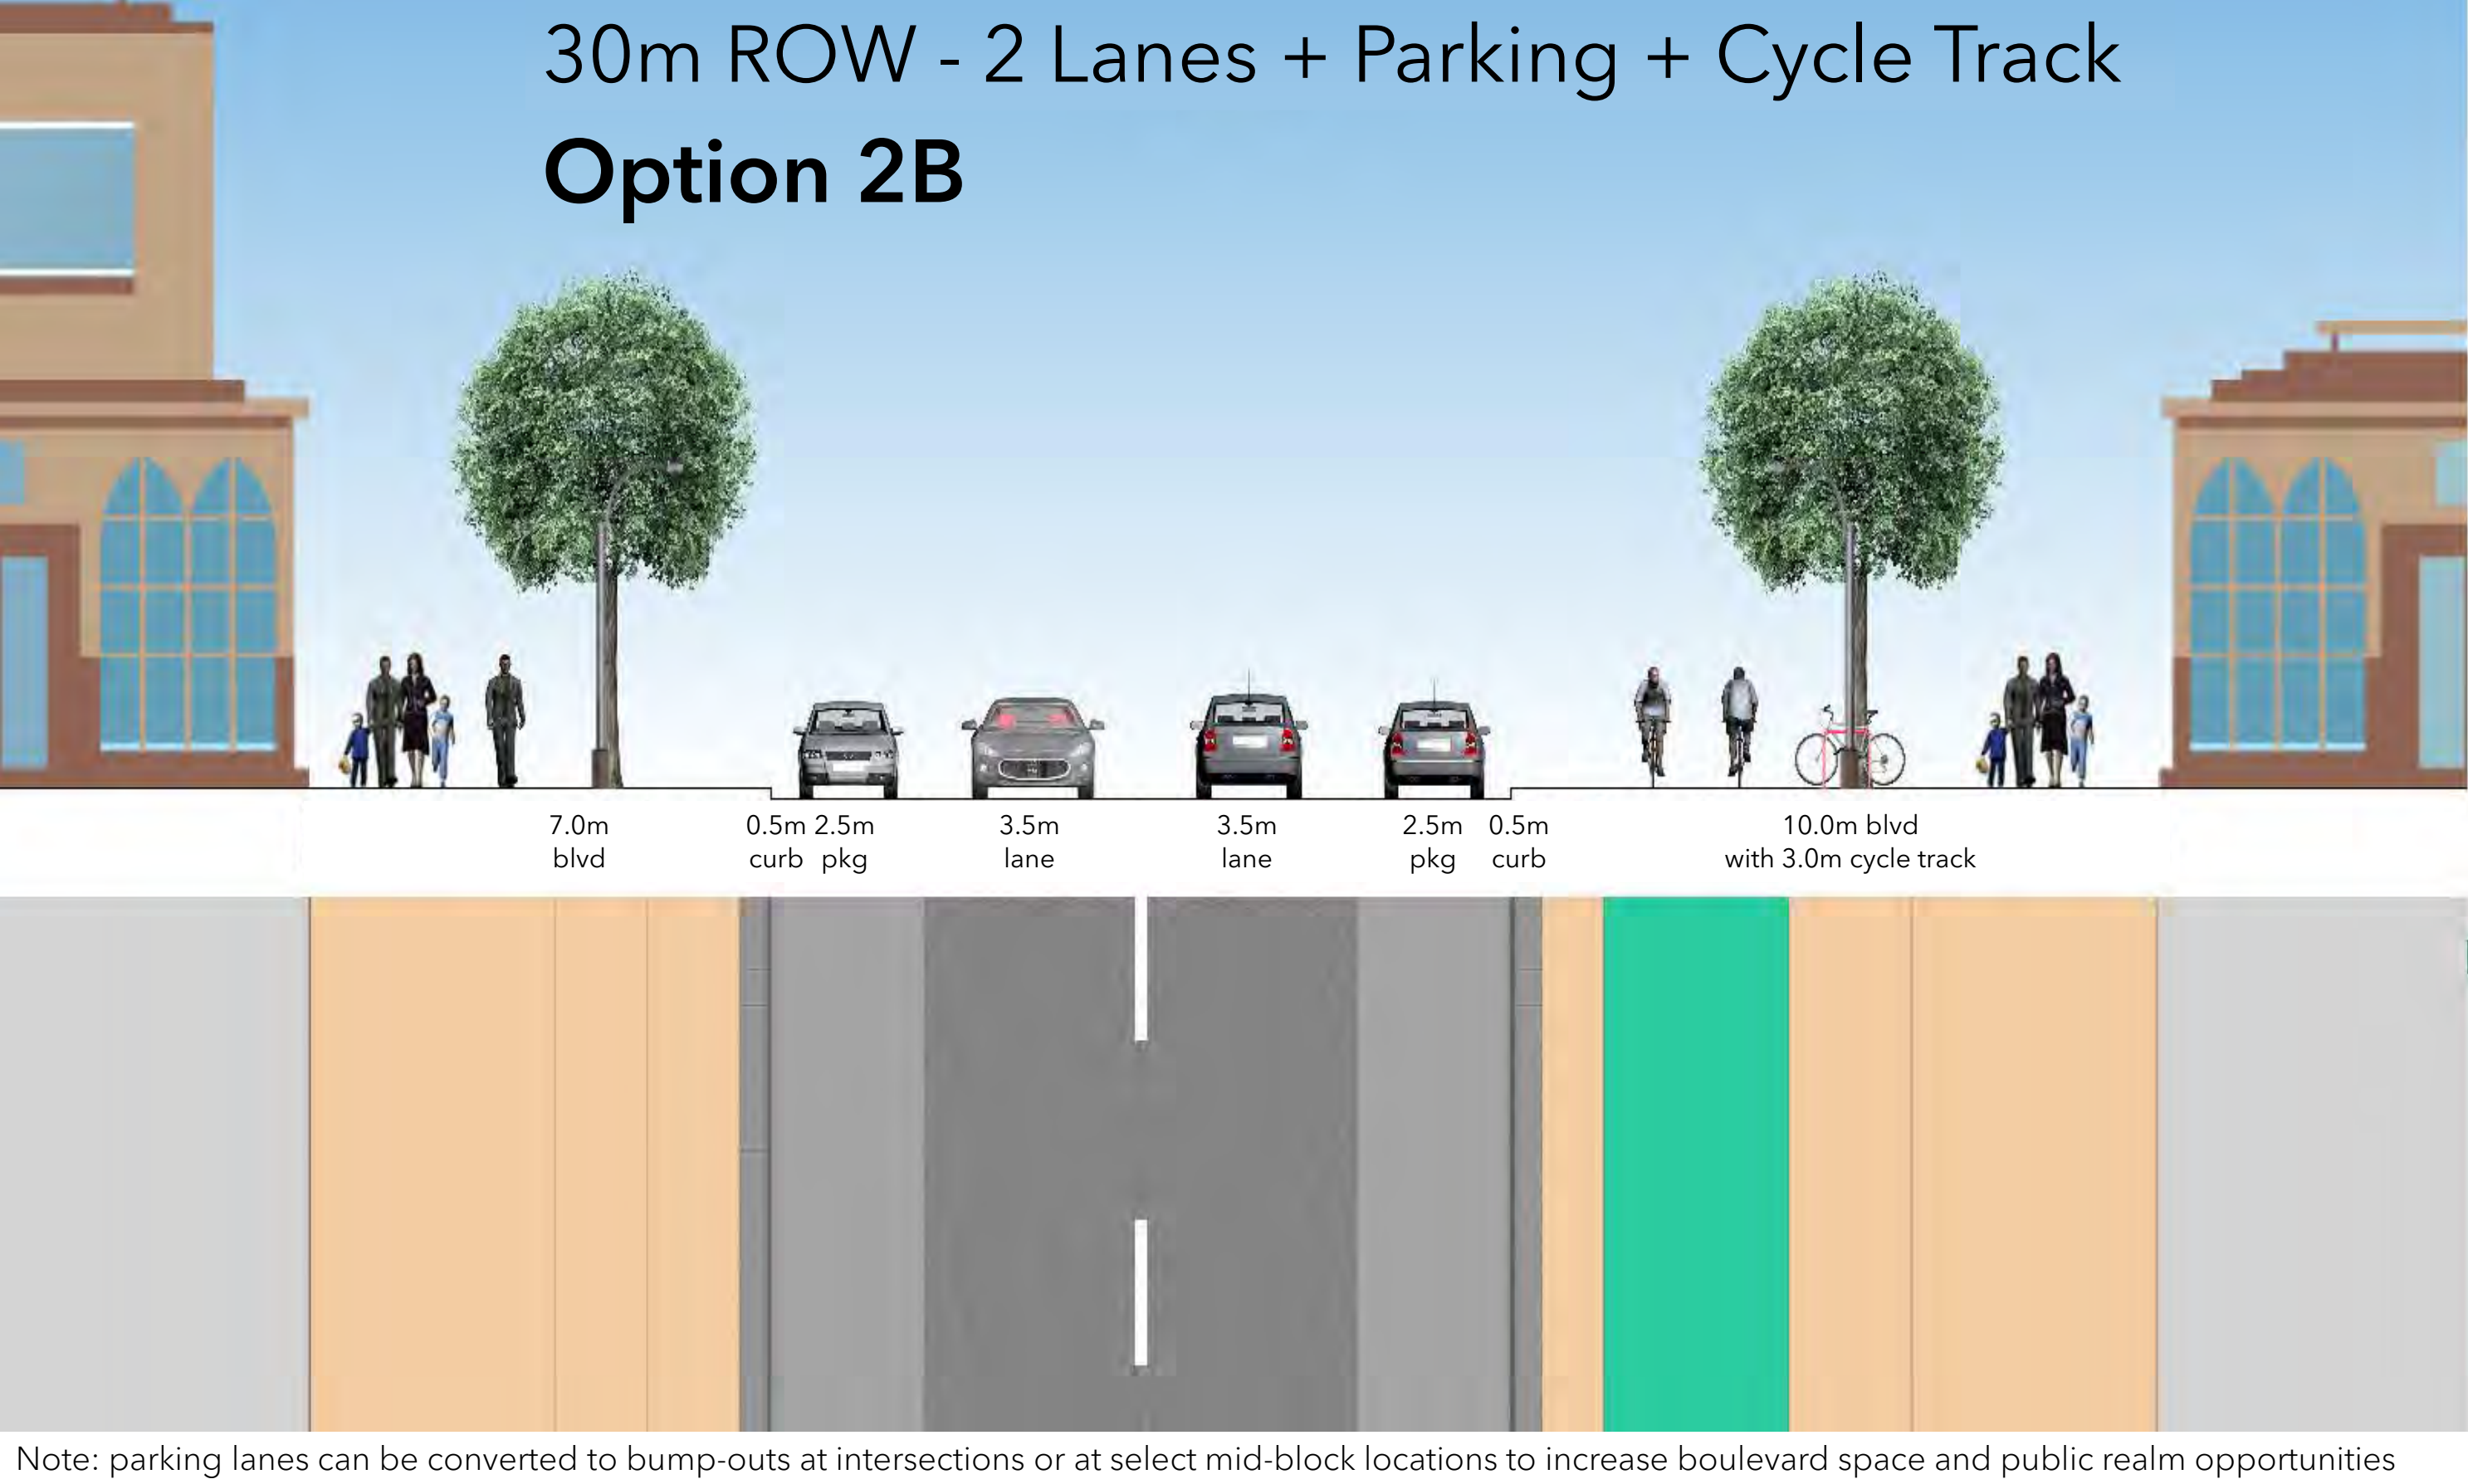 30m ROW - 2 Lanes + Parking + Cycle Track
Option 2B
7.0m 0.5m 2.5m 3.5m 3.5m 2.5m 0.5m 10.0m blvd
blvd curb pkg lane lane pkg curb with 3.0m cycle track
Note: parking lanes can be converted to bump-outs at intersections or at select mid-block locations to increase boulevard space and public realm opportunities